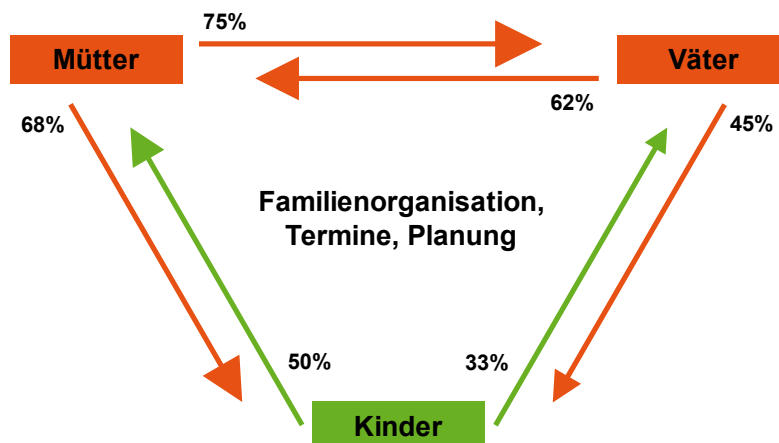 75%
Mütter
Väter
62%
68%
45%
Familienorganisation,
Termine, Planung
50%
33%
Kinder